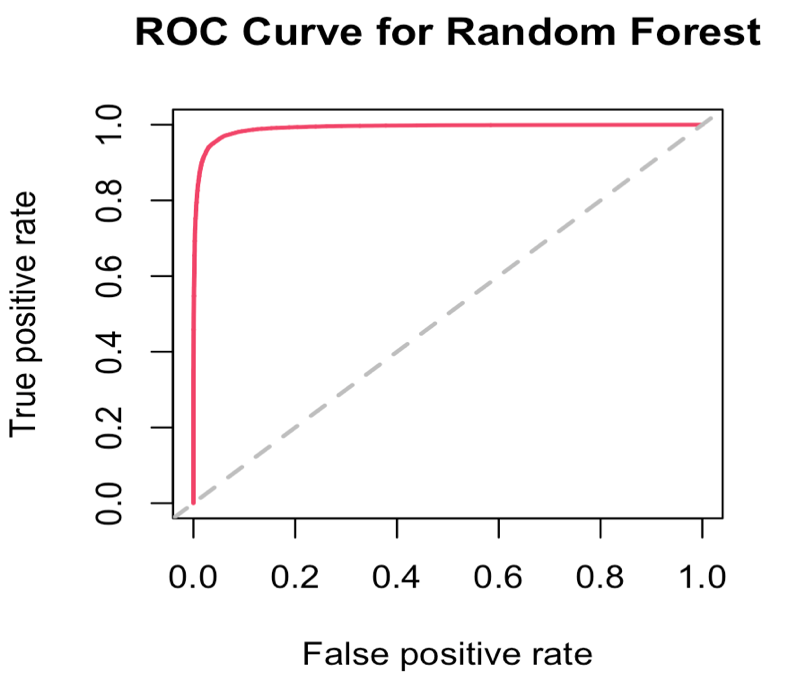 ROC Curve for Random Forest
True positive rate
1.0
0.8
0.6
0.4
0.2
0.0
0.0 0.2 0.4 0.6 0.8 1.0
False positive rate